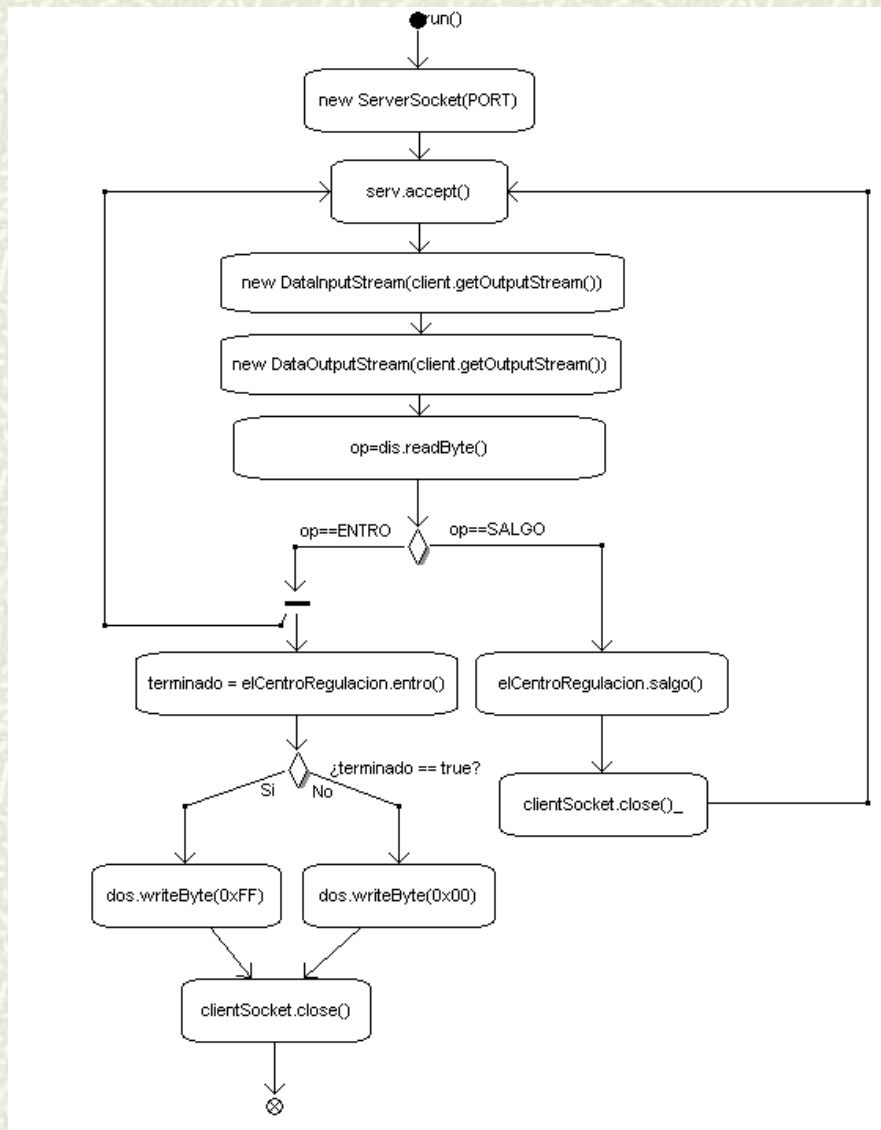 run()
new ServerSocket(PORT)
serv.accept()
new DataInputStream(client.getOutputStream())
new DataOutputStream(client.getOutputStream())
op=dis.readByte()
op==ENTRO
op==SALGO
terminado = elCentroRegulacion.entro()
elCentroRegulacion.salgo()
¿terminado == true?
Si
No
clientSocket.close()_
dos.writeByte(0xFF)
dos.writeByte(0x00)
clientSocket.close()